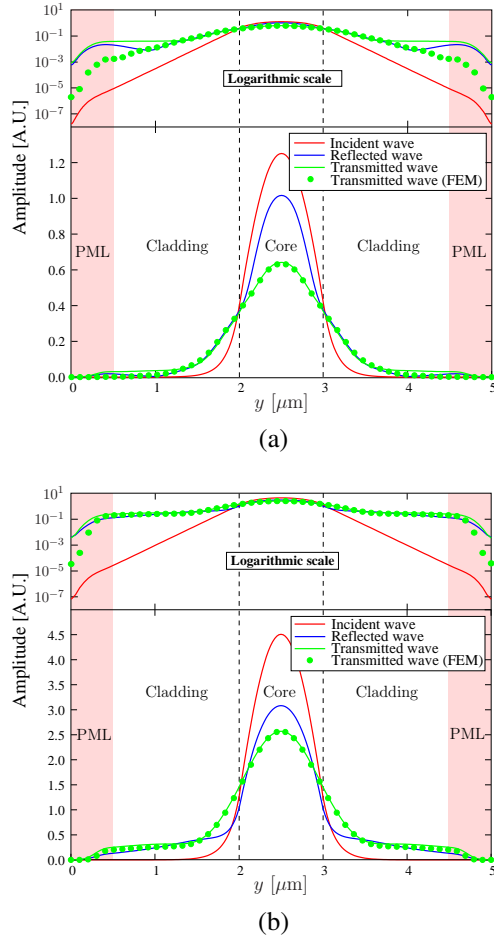 10^1
10^-1
10^-3
10^-5
10^-7
Logarithmic scale
Amplitude [A.U.]
Incident wave
Reflected wave
Transmitted wave
Transmitted wave (FEM)
1.2
1.0
0.8
0.6
0.4
0.2
0.0
PML
Cladding
Core
Cladding
PML
0 1 2 3 4 5
y [μm]
(a)
10^1
10^-1
10^-3
10^-5
10^-7
Logarithmic scale
Amplitude [A.U.]
Incident wave
Reflected wave
Transmitted wave
Transmitted wave (FEM)
4.5
4.0
3.5
3.0
2.5
2.0
1.5
1.0
0.5
0.0
Cladding
Core
Cladding
PML
PML
0 1 2 3 4 5
y [μm]
(b)